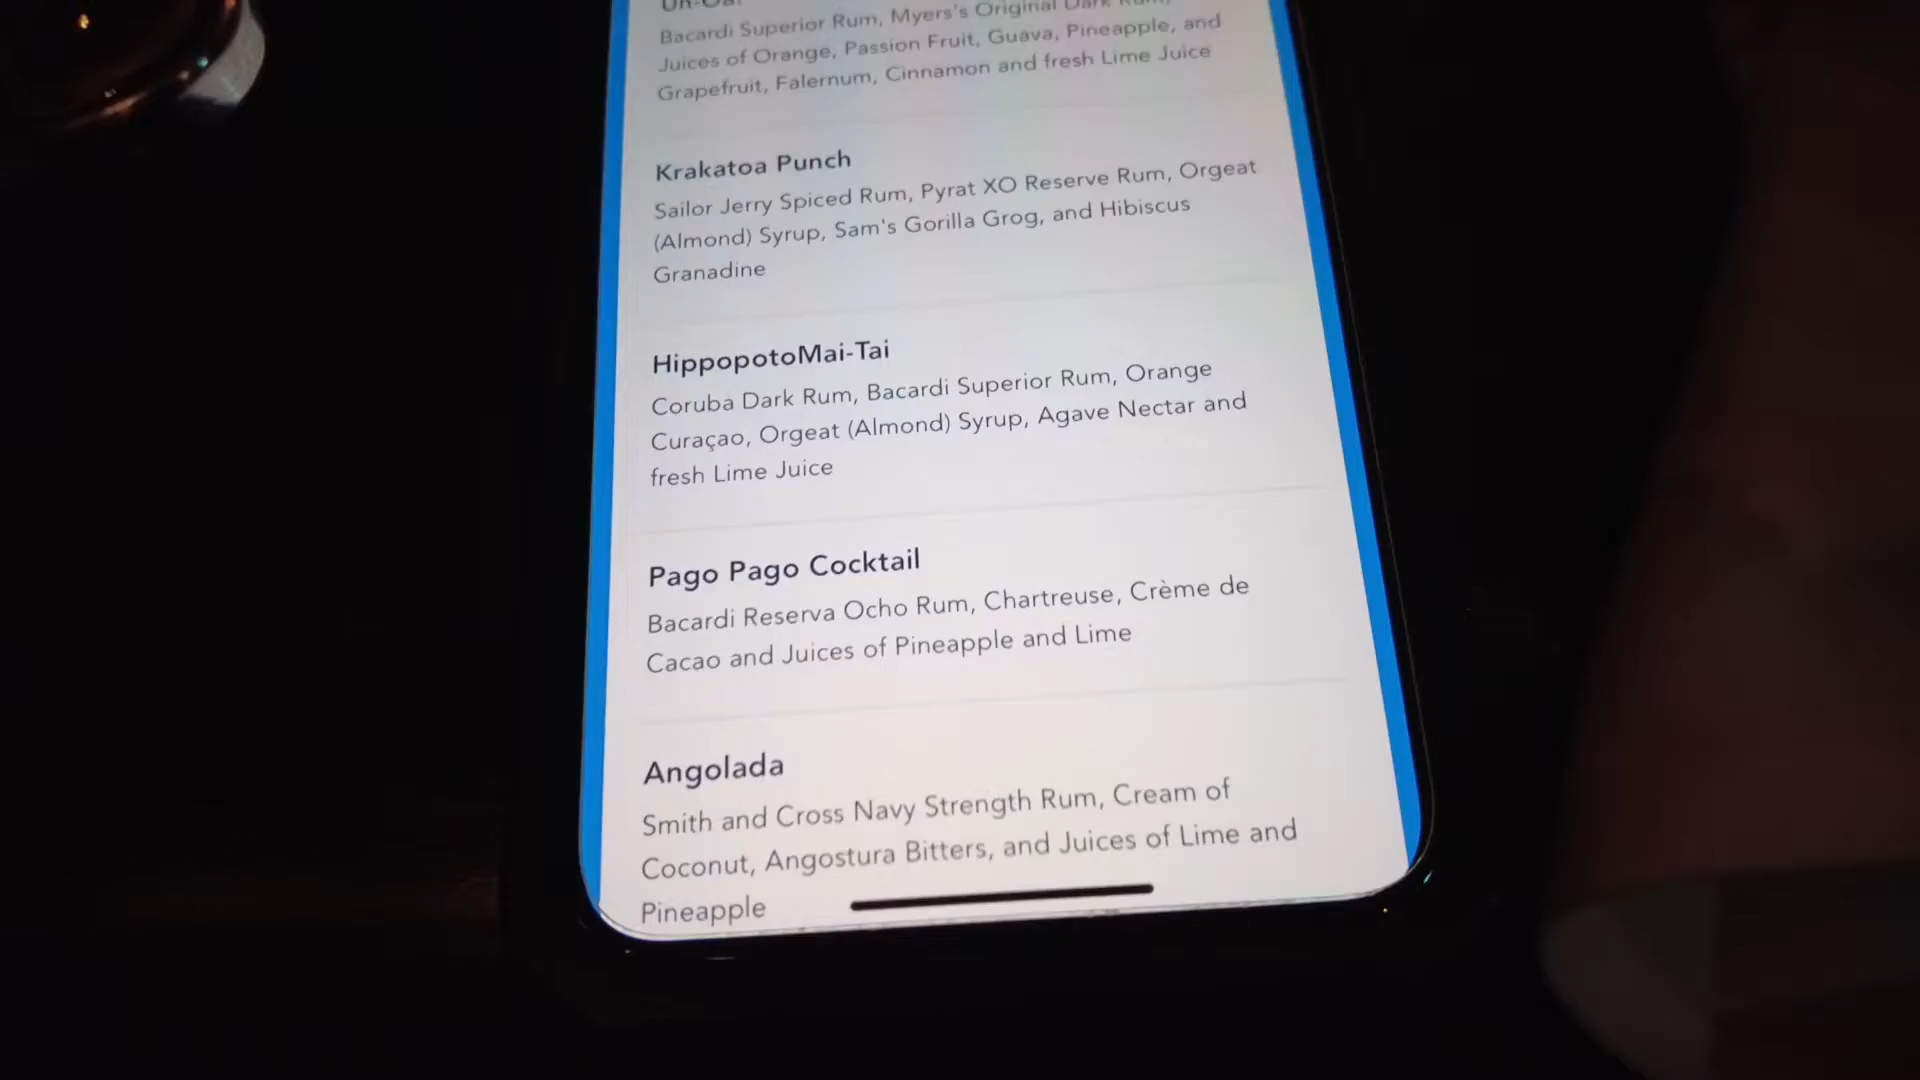 Bacardi Superior Rum, Myers's Original Dark Rum,
Juices of Orange, Passion Fruit, Guava, Pineapple, and
Grapefruit, Falernum, Cinnamon and fresh Lime Juice
Krakatoa Punch
Sailor Jerry Spiced Rum, Pyrat XO Reserve Rum, Orgeat
(Almond) Syrup, Sam's Gorilla Grog, and Hibiscus
Granadine
HippopotoMai-Tai
Coruba Dark Rum, Bacardi Superior Rum, Orange
Curaçao, Orgeat (Almond) Syrup, Agave Nectar and
fresh Lime Juice
Pago Pago Cocktail
Bacardi Reserva Ocho Rum, Chartreuse, Crème de
Cacao and Juices of Pineapple and Lime
Angolada
Smith and Cross Navy Strength Rum, Cream of
Coconut, Angostura Bitters, and Juices of Lime and
Pineapple